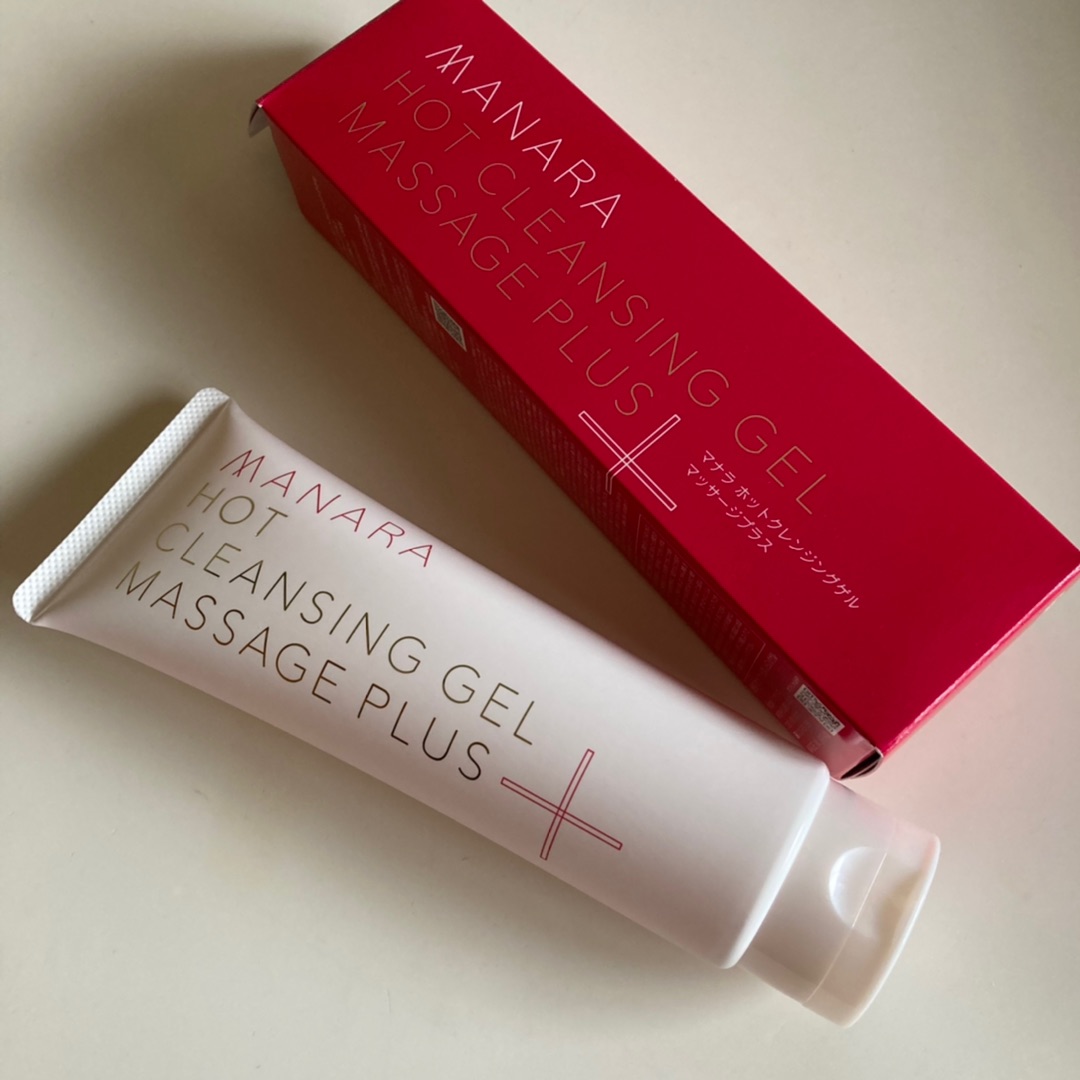 MANARA
HOT CLEANSING GEL
MASSAGE PLUS
マナラ ホットクレンジングゲル
マッサージプラス
MANARA
HOT
CLEANSING GEL
MASSAGE PLUS